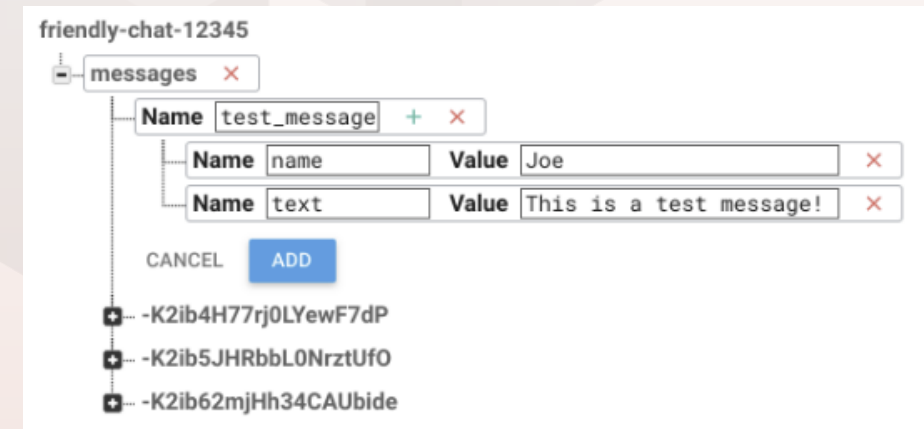 friendly-chat-12345
messages
Name test_message
Name name Value Joe
Name text Value This is a test message!
CANCEL ADD
-K2ib4H77rj0LYewF7dP
-K2ib5JHRbbL0NrztUfO
-K2ib62mjHh34CAUbide